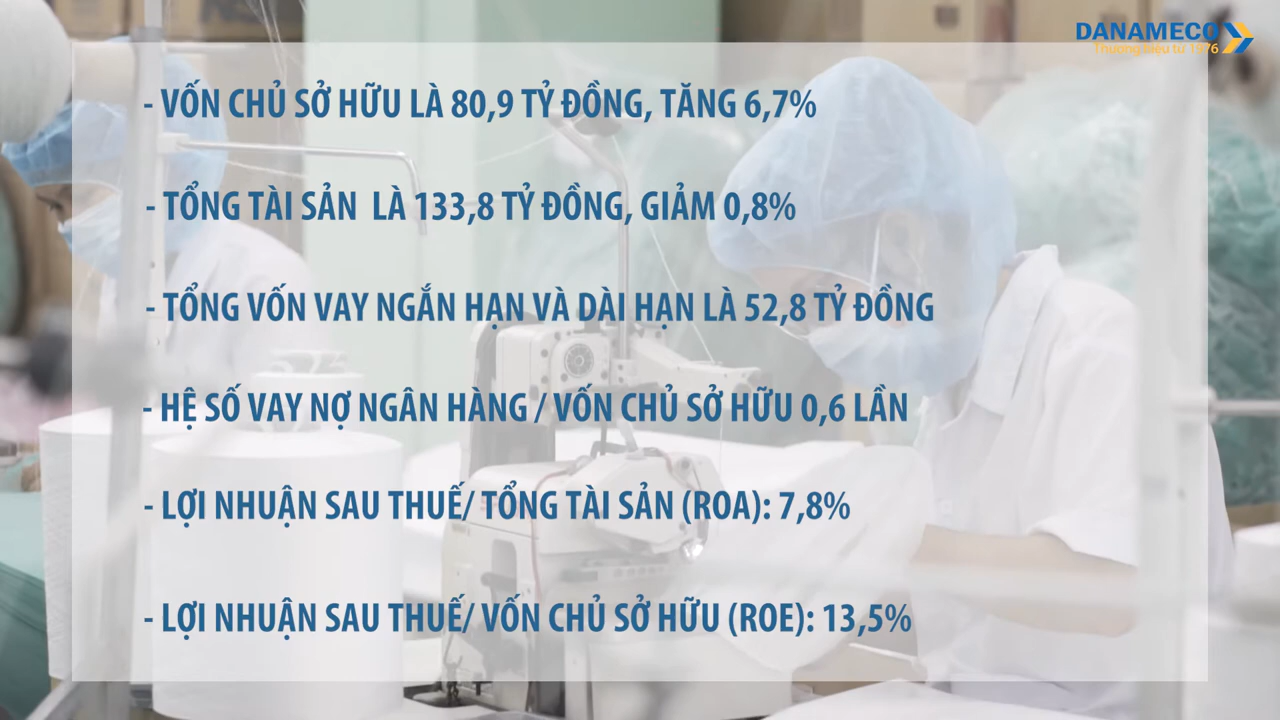 DANAMECO
Thương hiệu từ 1976
- VỐN CHỦ SỞ HỮU LÀ 80,9 TỶ ĐỒNG, TĂNG 6,7%
- TỔNG TÀI SẢN LÀ 133,8 TỶ ĐỒNG, GIẢM 0,8%
- TỔNG VỐN VAY NGẮN HẠN VÀ DÀI HẠN LÀ 52,8 TỶ ĐỒNG
- HỆ SỐ VAY NỢ NGÂN HÀNG / VỐN CHỦ SỞ HỮU 0,6 LẦN
- LỢI NHUẬN SAU THUẾ/ TỔNG TÀI SẢN (ROA): 7,8%
- LỢI NHUẬN SAU THUẾ/ VỐN CHỦ SỞ HỮU (ROE): 13,5%